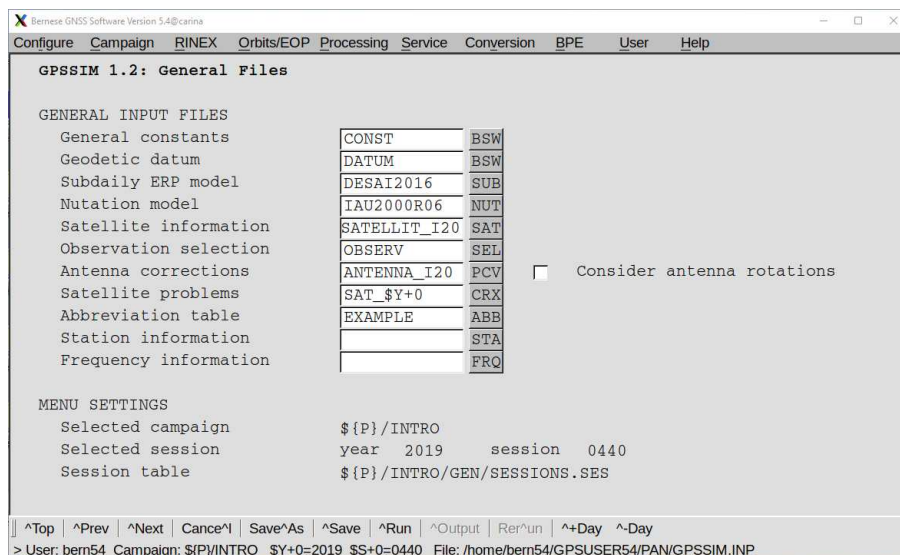 Bernese GNSS Software Version 5.4@carina
Configure Campaign RINEX Orbits/EOP Processing Service Conversion BPE User Help
GPSSIM 1.2: General Files
GENERAL INPUT FILES
General constants CONST BSW
Geodetic datum DATUM BSW
Subdaily ERP model DESAI2016 SUB
Nutation model IAU2000R06 NUT
Satellite information SATELLIT_I20 SAT
Observation selection OBSERV SEL
Antenna corrections ANTENNA_I20 PCV Consider antenna rotations
Satellite problems SAT_$Y+0 CRX
Abbreviation table EXAMPLE ABB
Station information STA
Frequency information FRQ
MENU SETTINGS
Selected campaign ${P}/INTRO
Selected session year 2019 session 0440
Session table ${P}/INTRO/GEN/SESSIONS.SES
^Top | ^Prev | ^Next | Cance^l | Save^As | ^Save | ^Run | ^Output | Rer^un | ^+Day ^-Day
> User: bern54 Campaign: ${P}/INTRO $Y+0=2019 $S+0=0440 File: /home/bern54/GPSUSER54/PAN/GPSSIM.INP